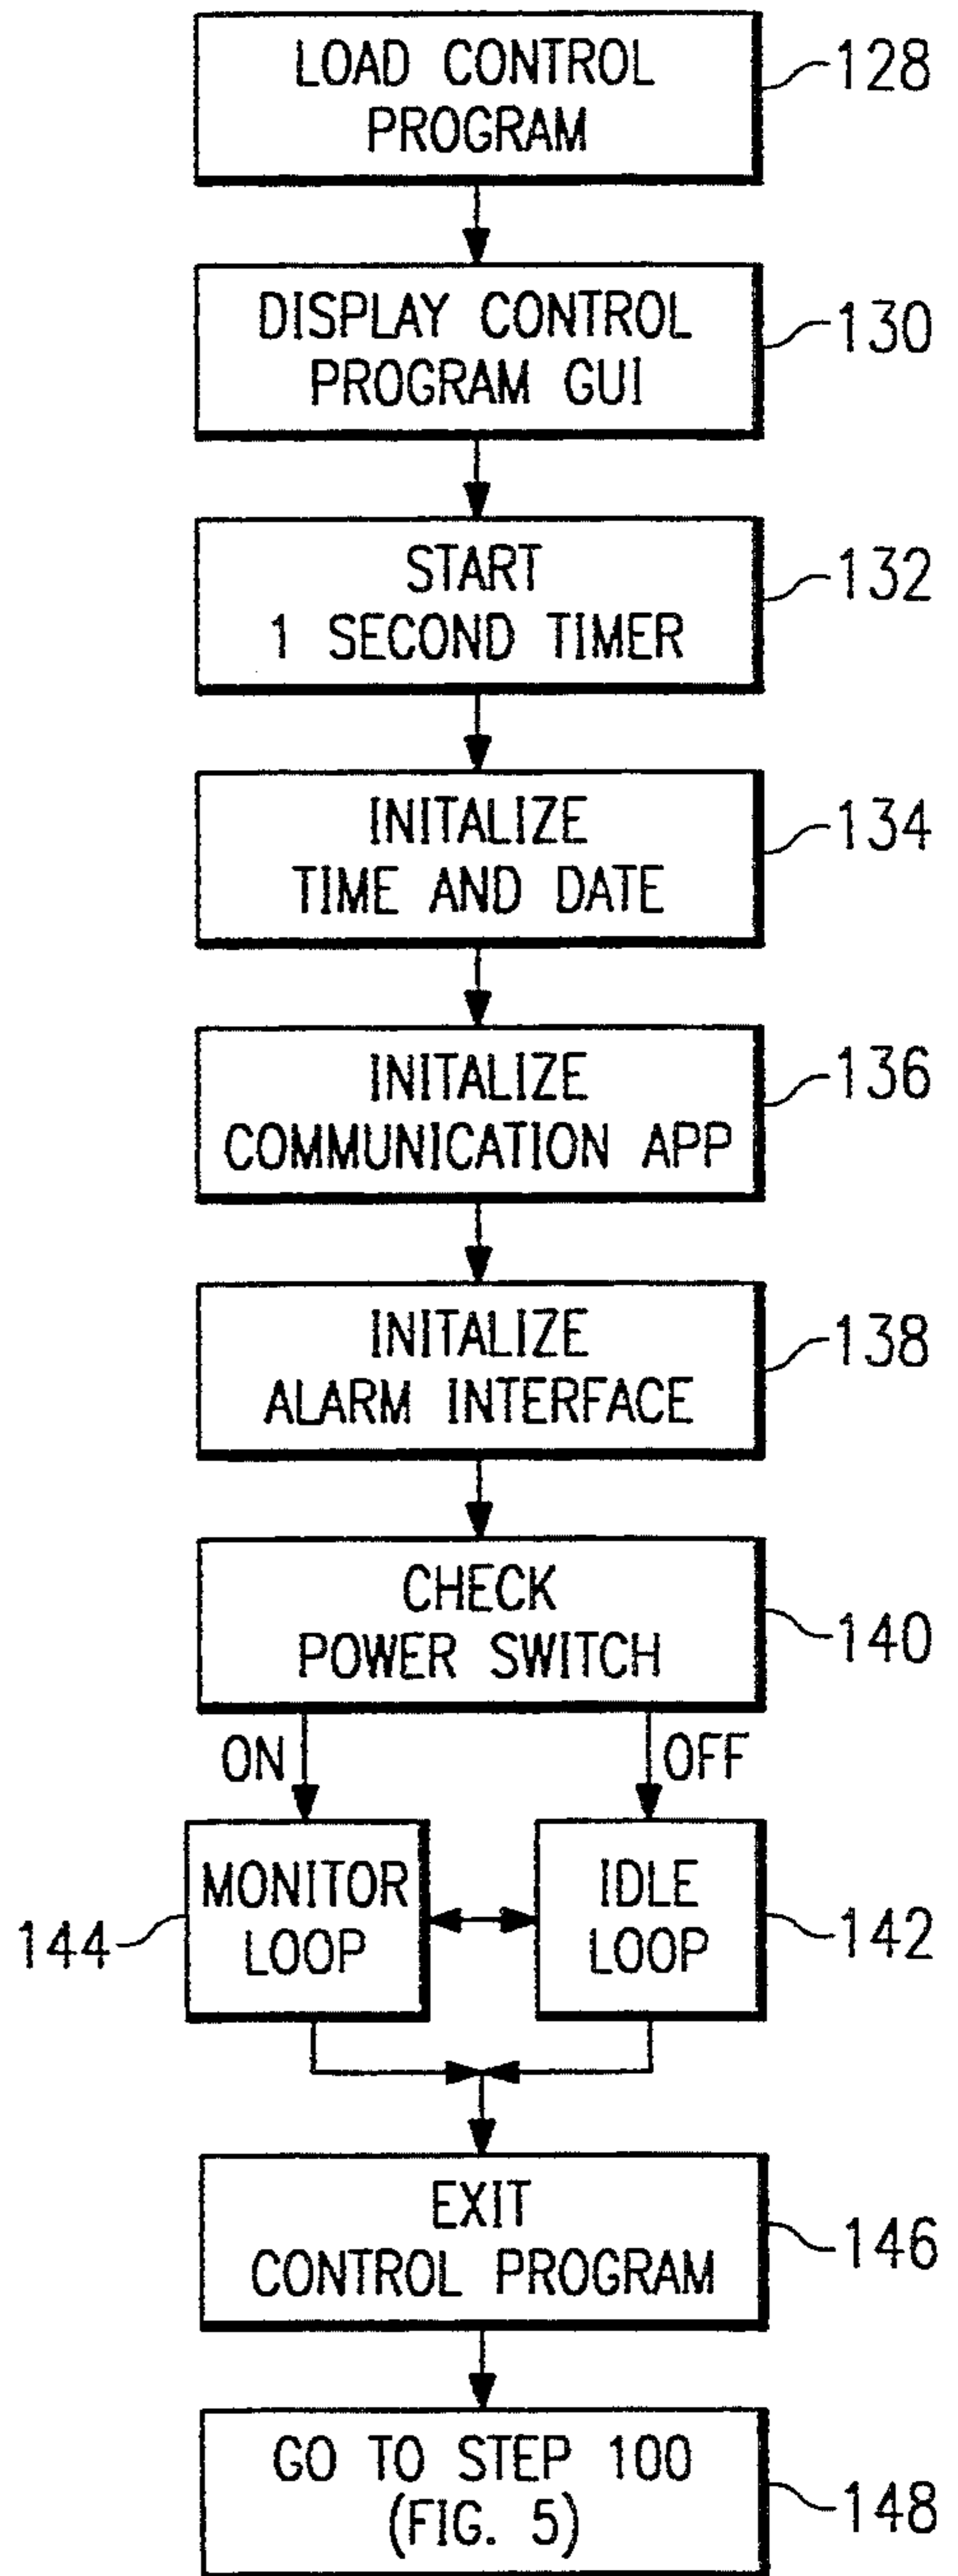 LOAD CONTROL
PROGRAM
128
DISPLAY CONTROL
PROGRAM GUI
130
START
1 SECOND TIMER
132
INITALIZE
TIME AND DATE
134
INITALIZE
COMMUNICATION APP
136
INITALIZE
ALARM INTERFACE
138
CHECK
POWER SWITCH
140
ON
OFF
MONITOR
LOOP
144
IDLE
LOOP
142
EXIT
CONTROL PROGRAM
146
GO TO STEP 100
(FIG. 5)
148